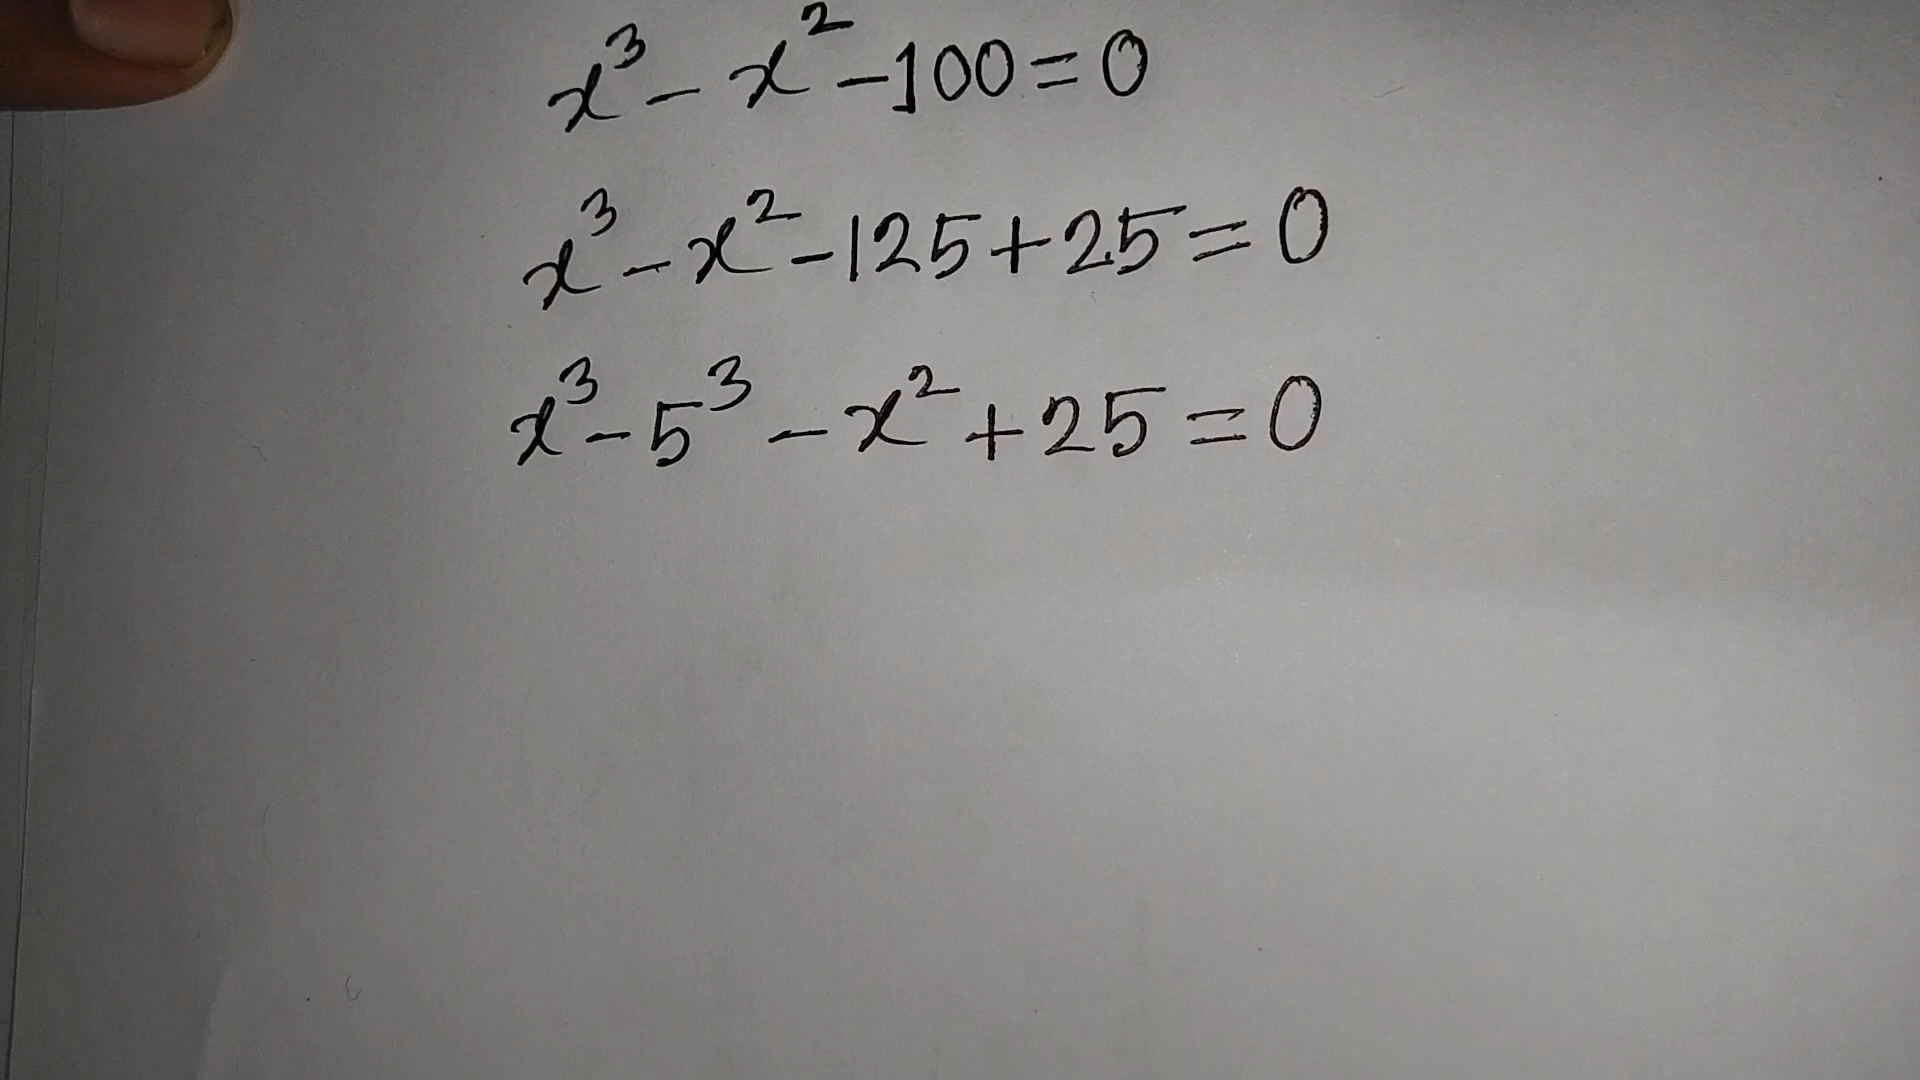 x³ - x² - 100 = 0
x³ - x² - 125 + 25 = 0
x³ - 5³ - x² + 25 = 0